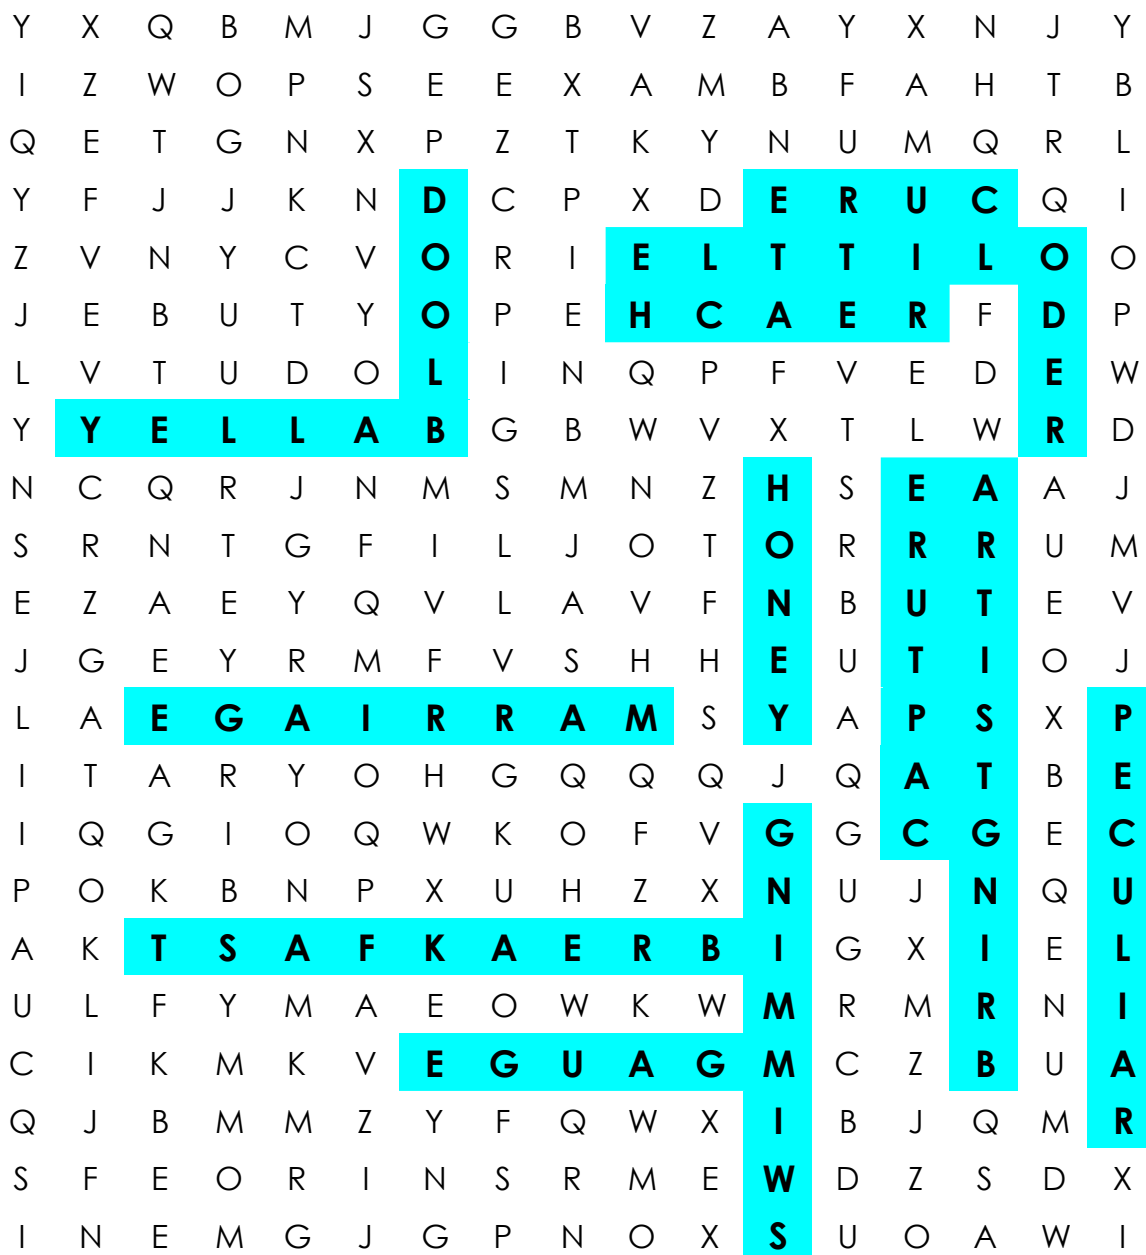 Y X Q B M J G G B V Z A Y X N J Y
I Z W O P S E E X A M B F A H T B
Q E T G N X P Z T K Y N U M Q R L
Y F J J K N D C P X D E R U C Q I
Z V N Y C V O R I E L T T I L O O
J E B U T Y O P E H C A E R F D P
L V T U D O L I N Q P F V E D E W
Y Y E L L A B G B W V X T L W R D
N C Q R J N M S M N Z H S E A A J
S R N T G F I L J O T O R R R U M
E Z A E Y Q V L A V F N B U T E V
J G E Y R M F V S H H E U T I O J
L A E G A I R R A M S Y A P S X P
I T A R Y O H G Q Q Q J Q A T B E
I Q G I O Q W K O F V G G C G E C
P O K B N P X U H Z X N U J N Q U
A K T S A F K A E R B I G X I E L
U L F Y M A E O W K W M R M R N I
C I K M K V E G U A G M C Z B U A
Q J B M M Z Y F Q W X I B J Q M R
S F E O R I N S R M E W D Z S D X
I N E M G J G P N O X S U O A W I